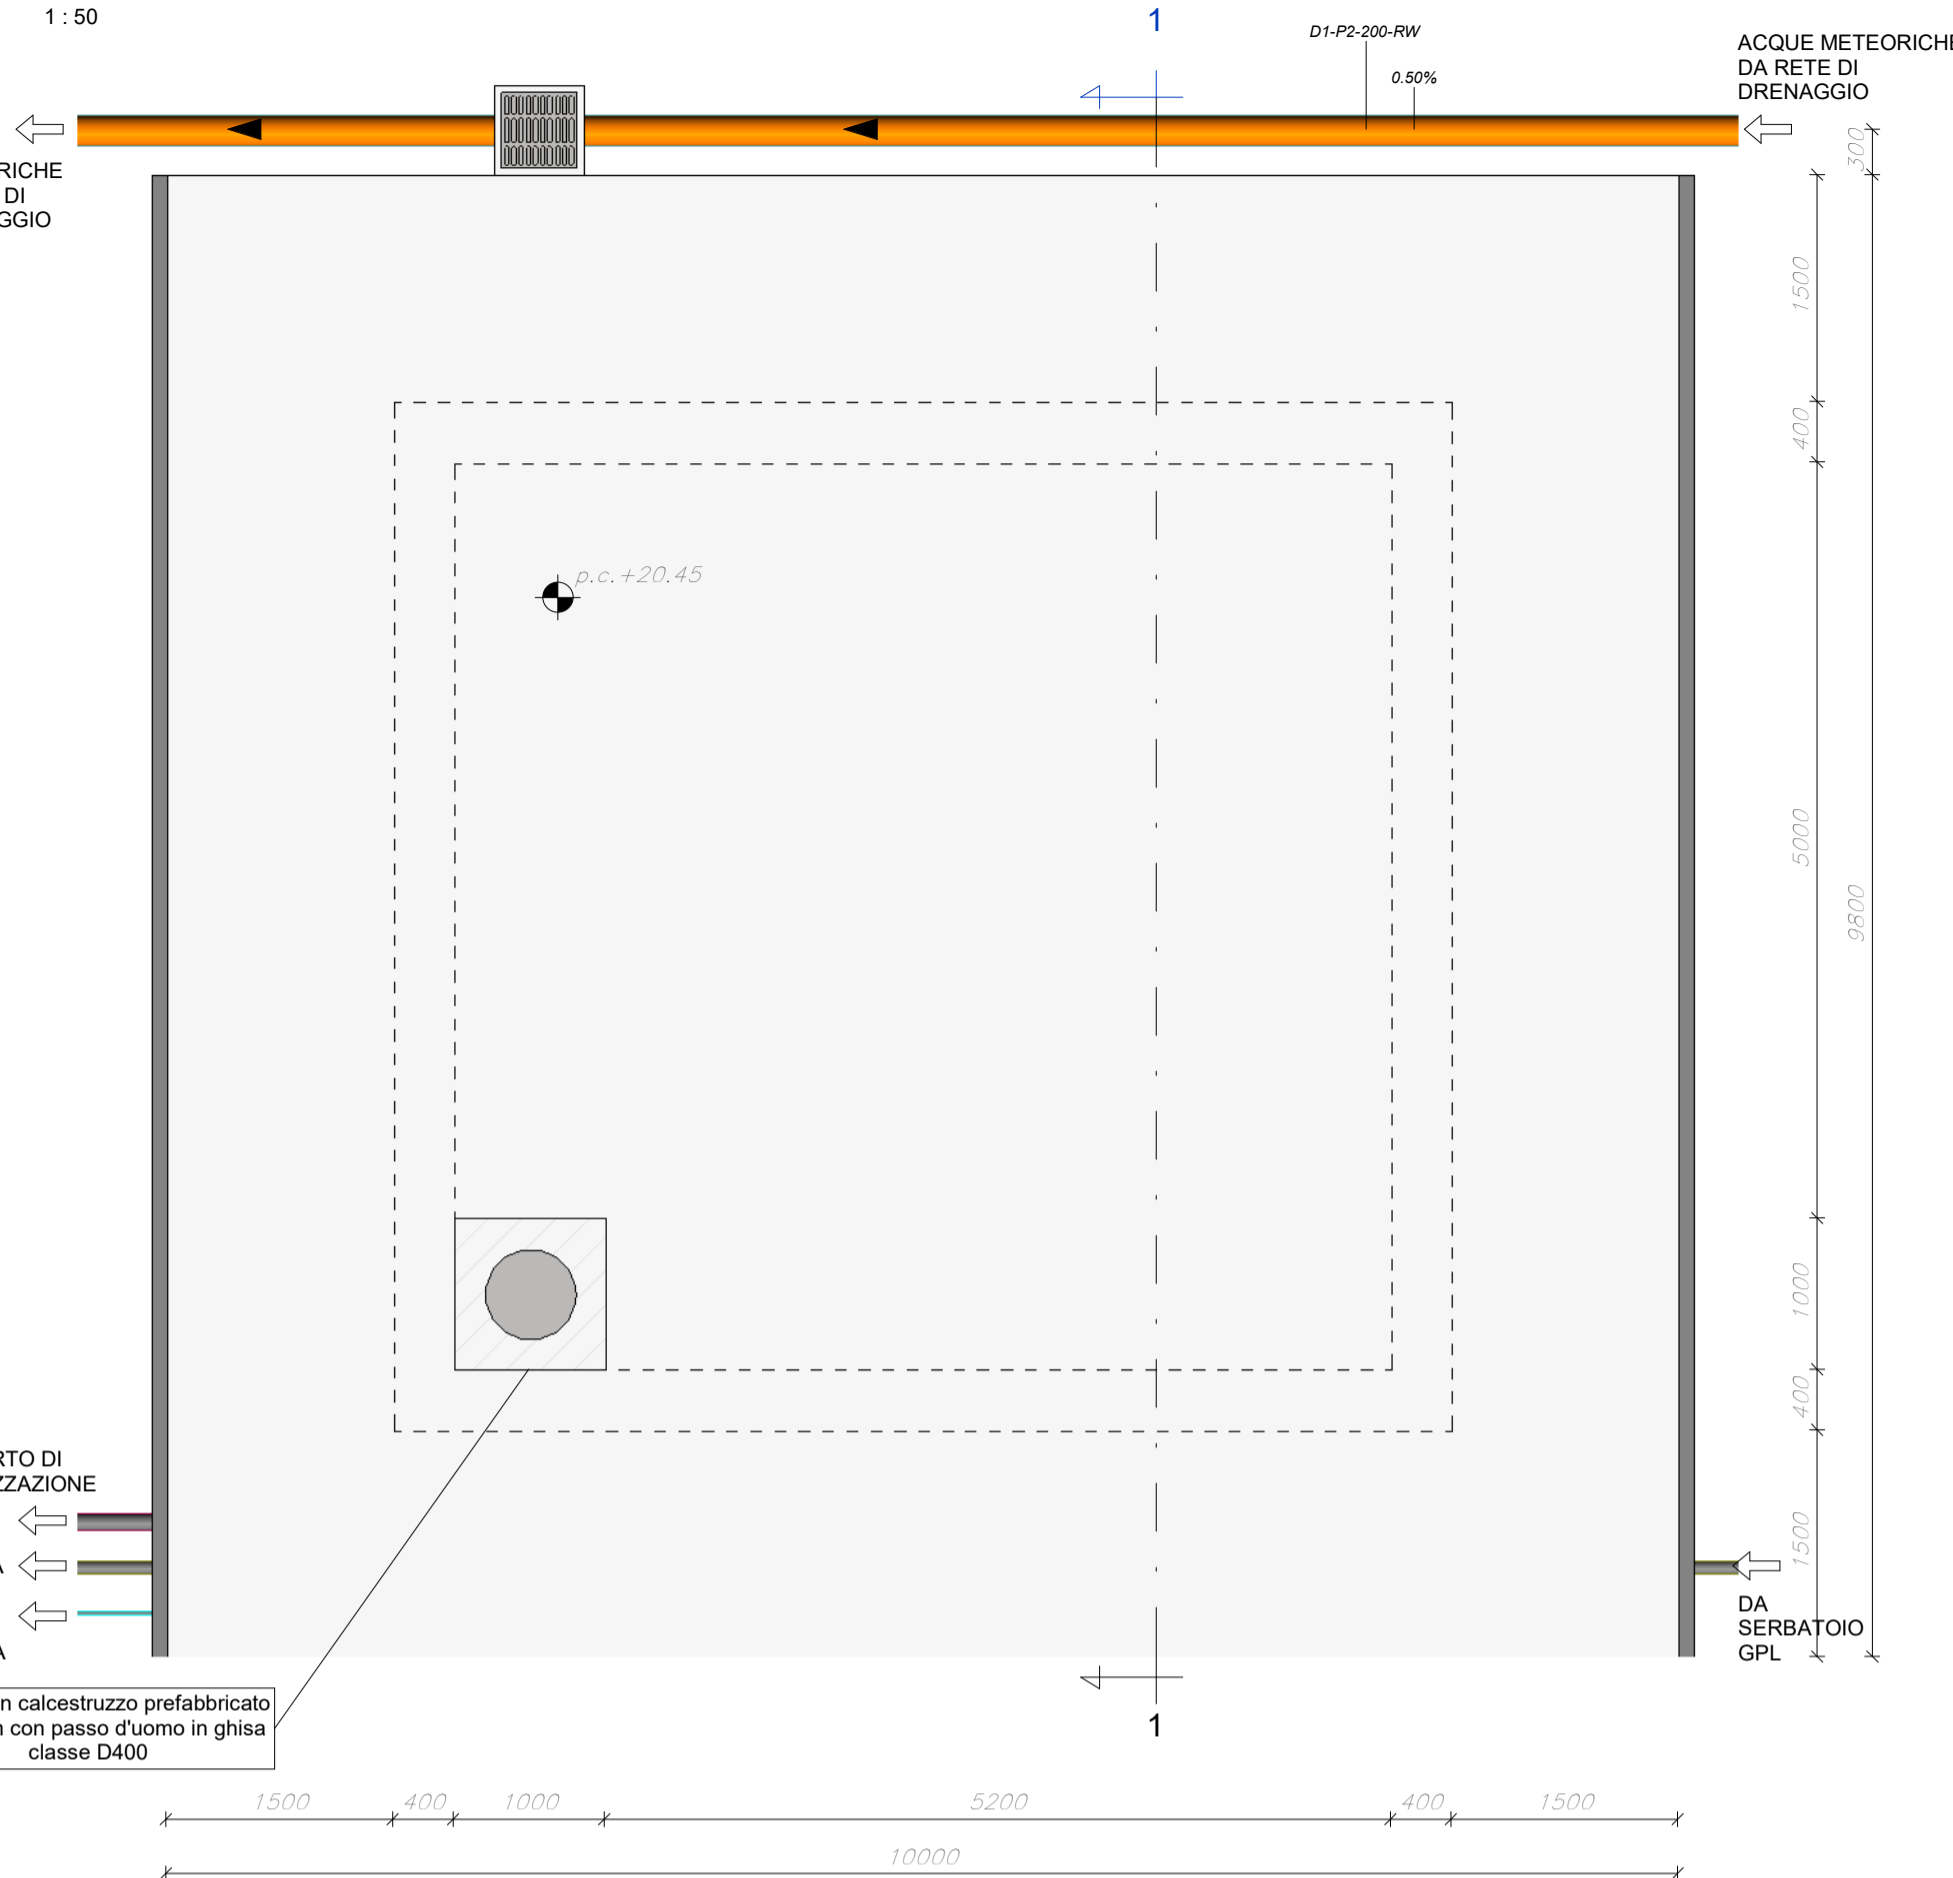 1 : 50
1
D1-P2-200-RW
0.50%
ACQUE METEORICHE
DA RETE DI
DRENAGGIO
RICHE
DI
GGIO
300
1500
400
p.c.+20.45
5000
9800
1000
400
RTO DI
ZZAZIONE
1500
A
A
DA
SERBATOIO
GPL
n calcestruzzo prefabbricato
n con passo d'uomo in ghisa
classe D400
1
1500 400 1000 5200 400 1500
10000